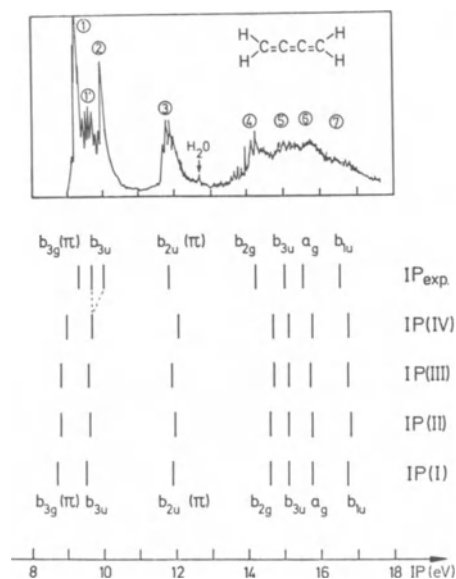 ①
①'
②
③
H₂O
④ ⑤ ⑥ ⑦
H H
C=C=C=C
H H
b₃g(π) b₃u b₂u (π) b₂g b₃u ag b₁u
IP exp.
IP(IV)
IP(III)
IP(II)
IP(I)
b₃g(π) b₃u b₂u (π) b₂g b₃u ag b₁u
8 10 12 14 16 18 IP (eV)